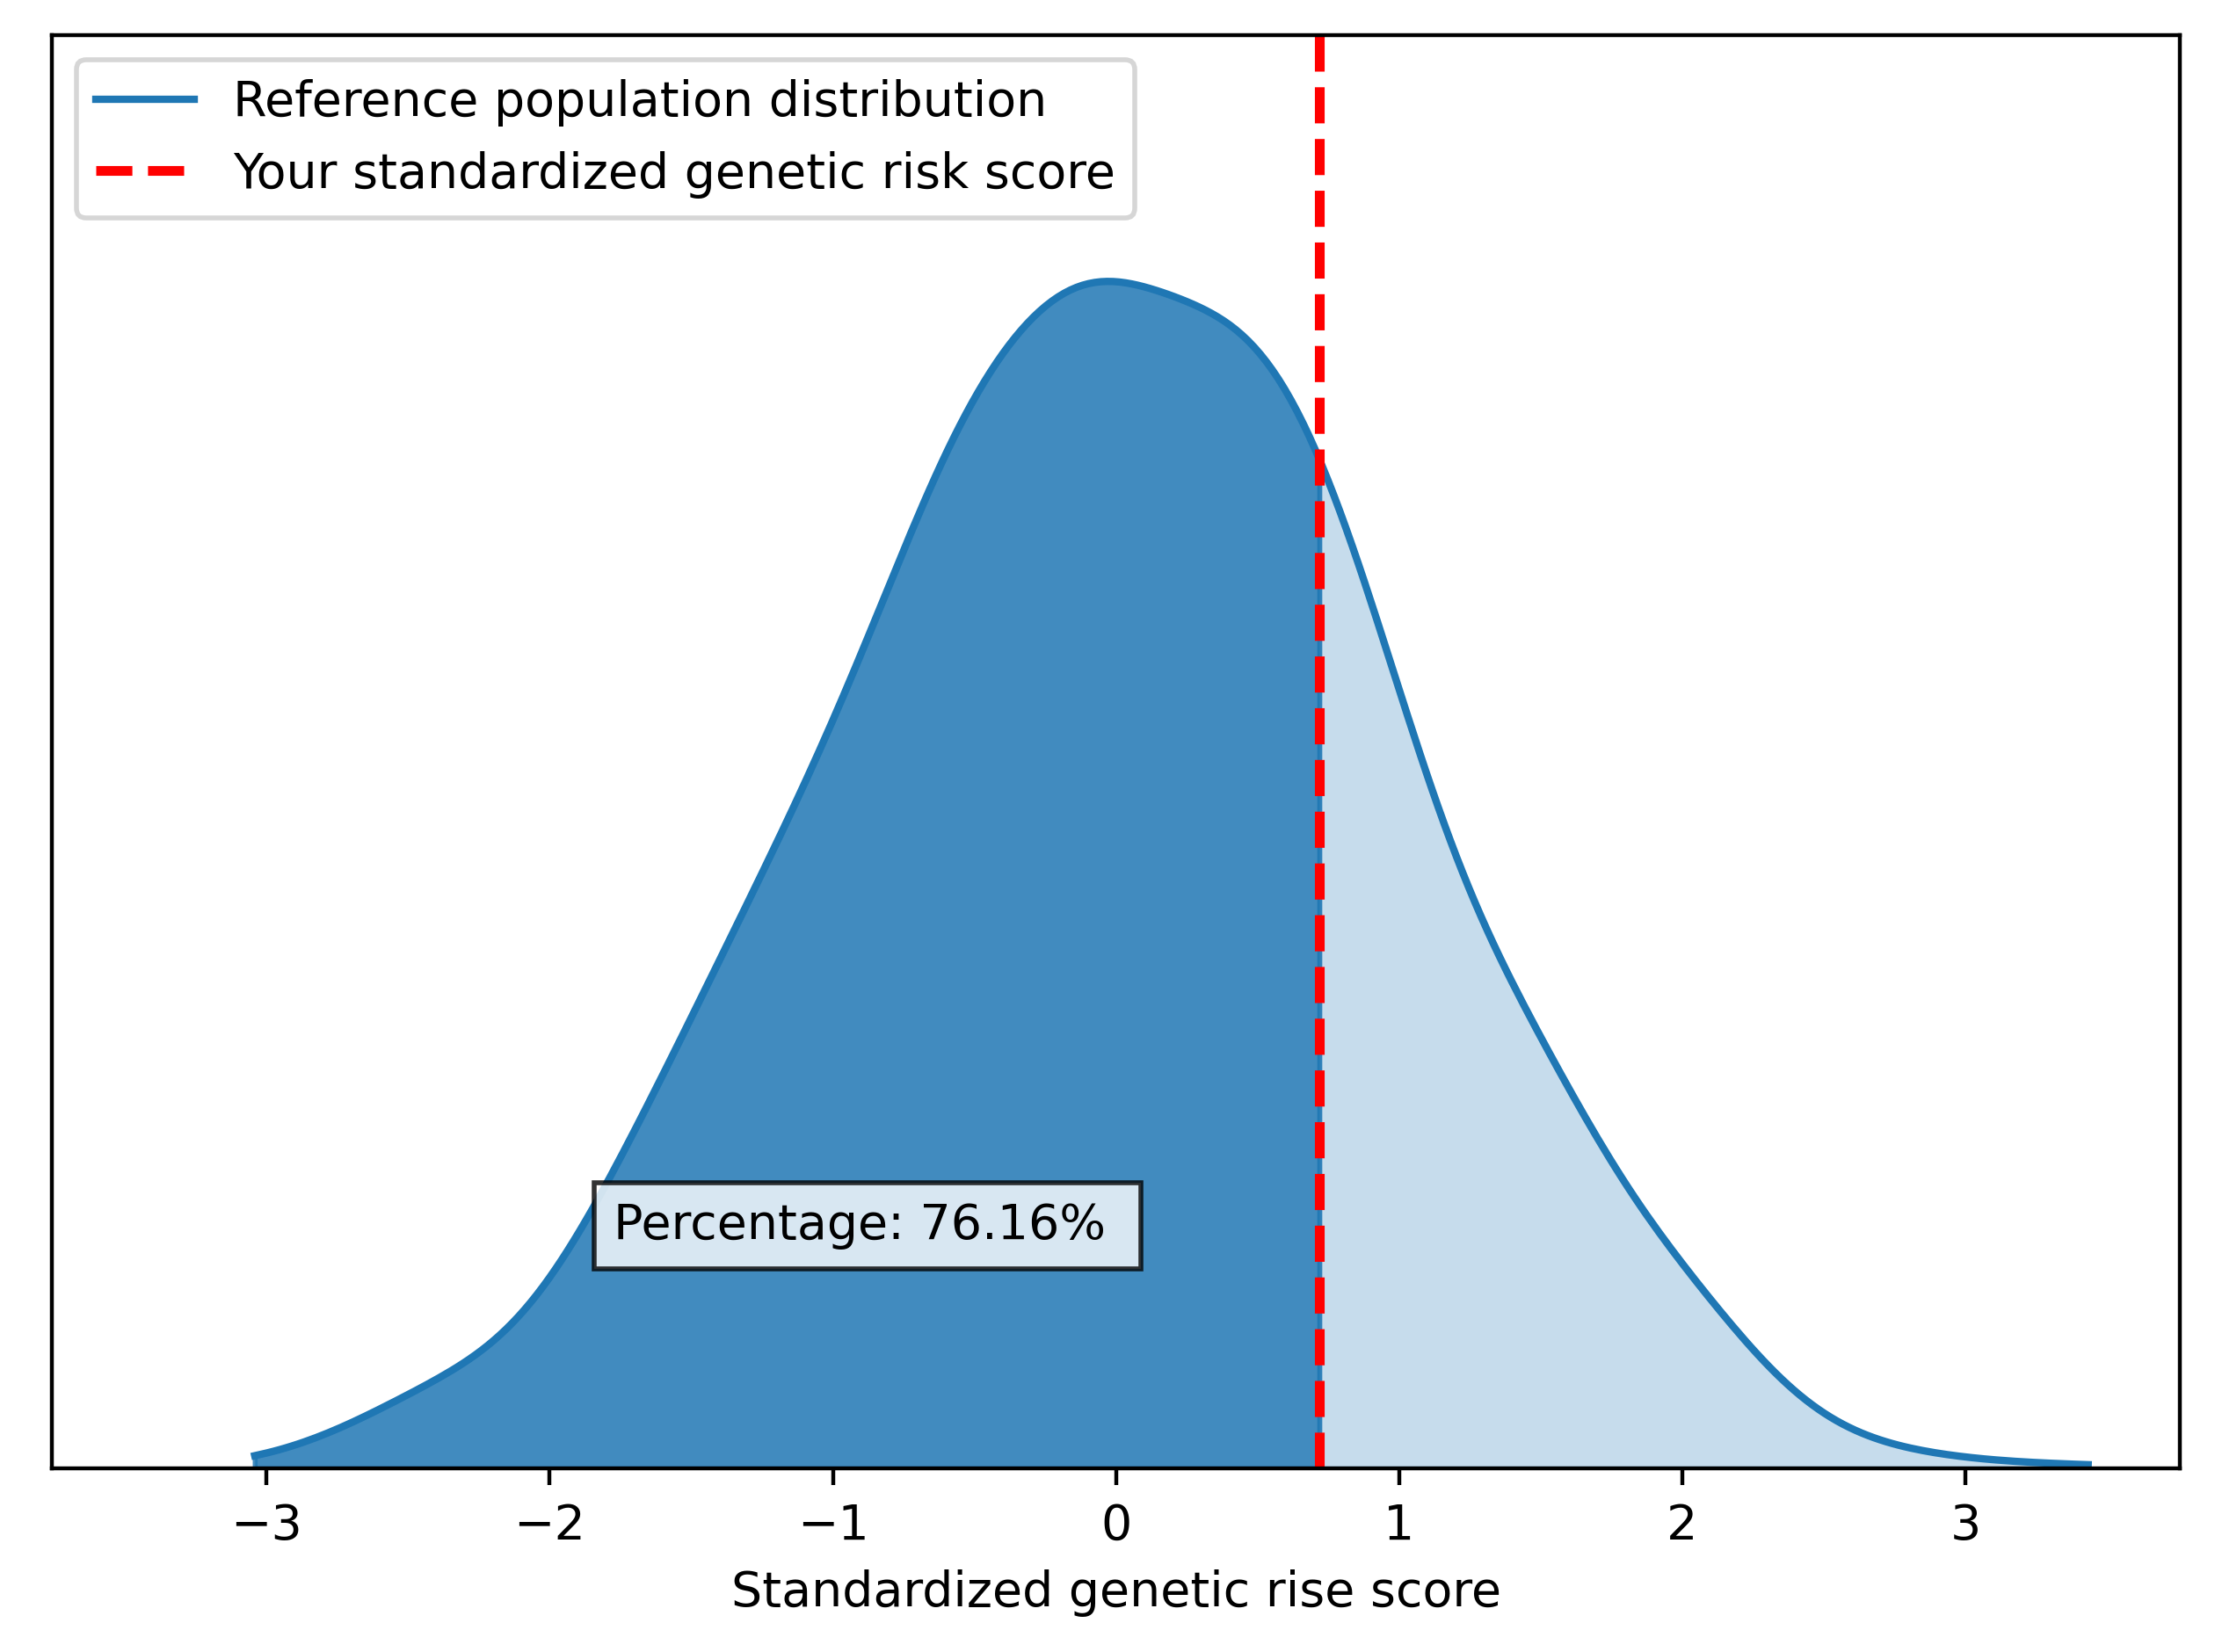 Reference population distribution
Your standardized genetic risk score
Percentage: 76.16%
−3 −2 −1 0 1 2 3
Standardized genetic rise score